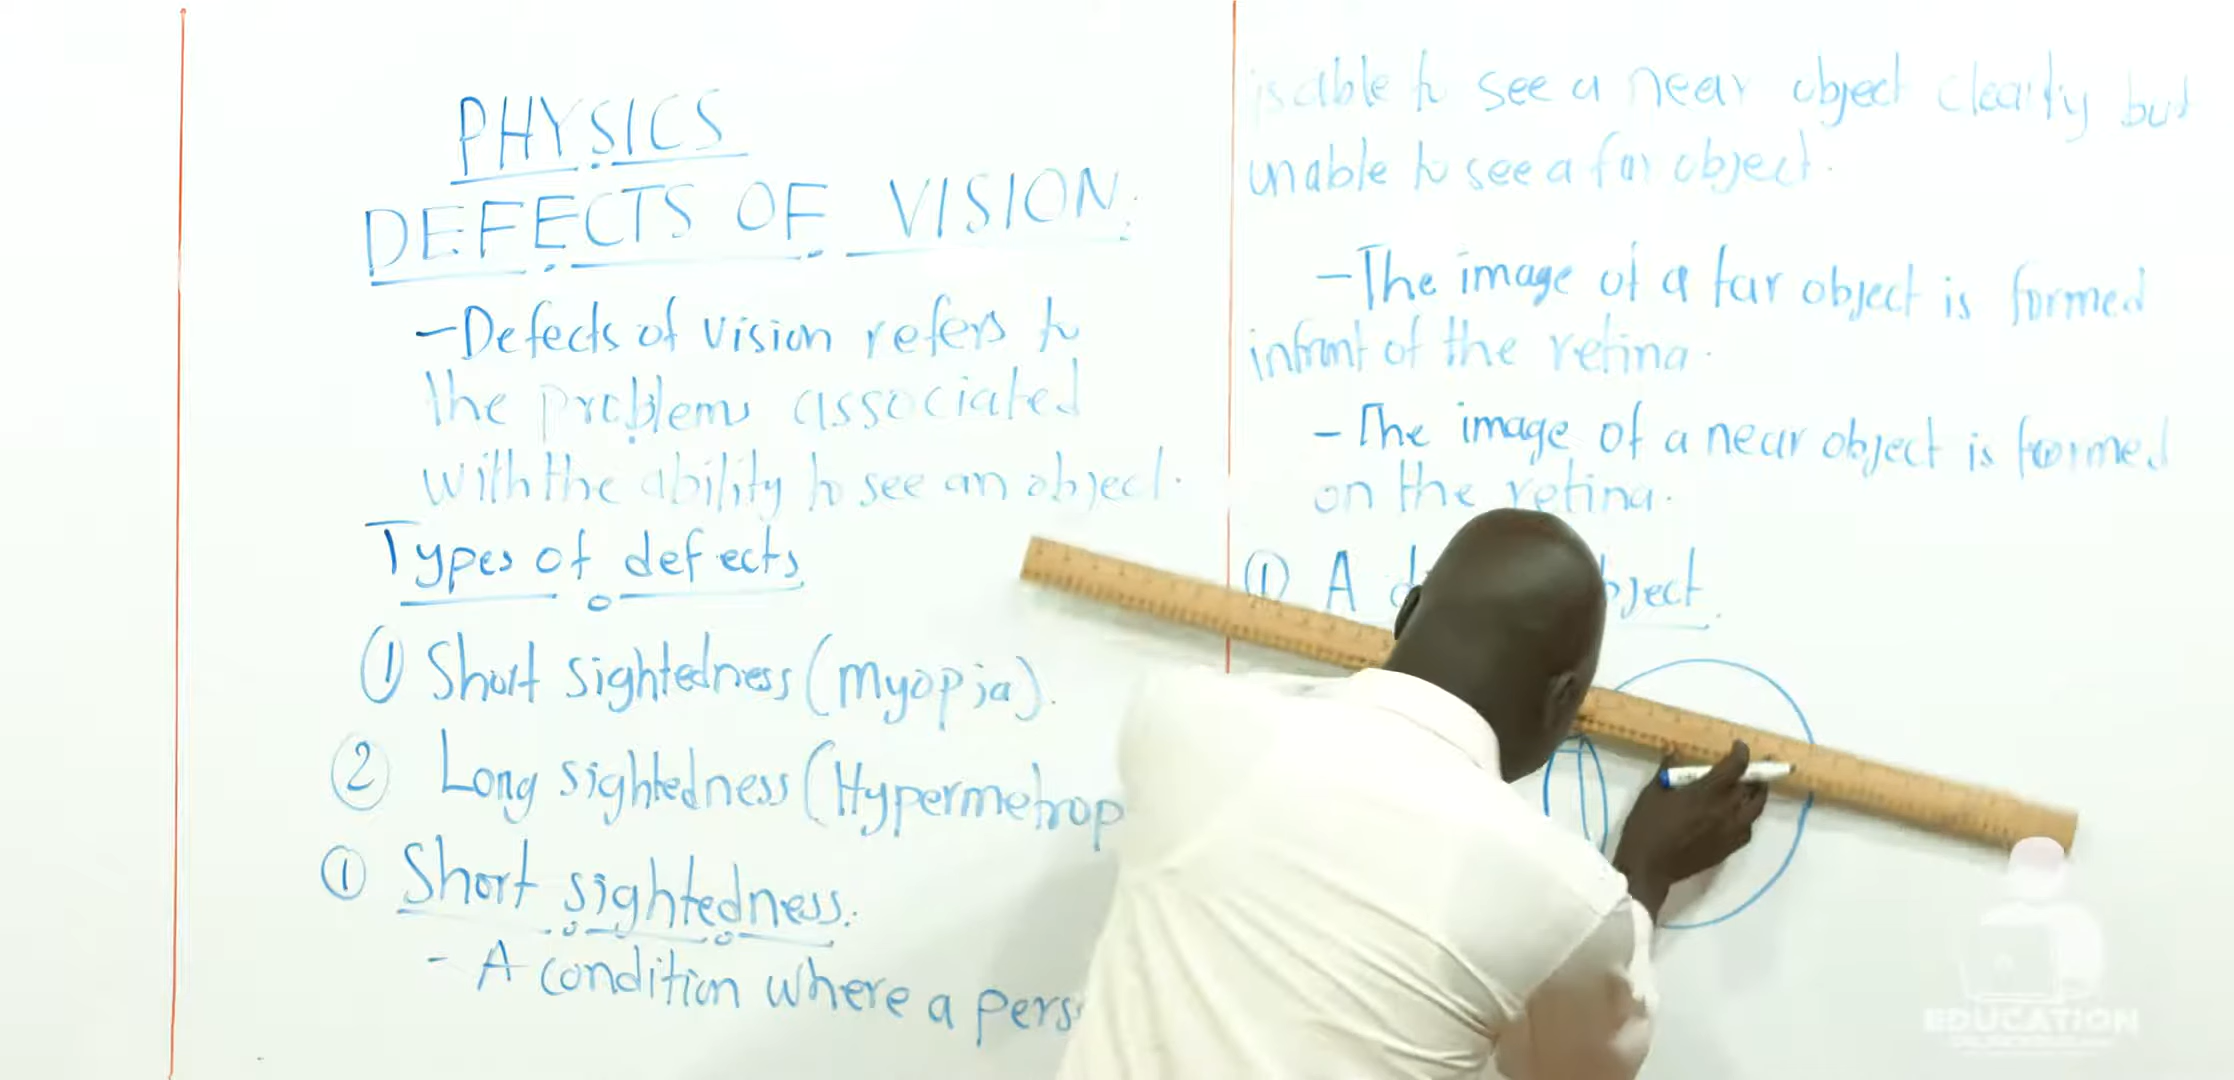 PHYSICS
DEFECTS OF VISION.
-Defects of vision refers to
the problems associated
with the ability to see an object.
Types of defects
① Short sightedness (Myopia).
② Long sightedness (Hypermetrop
① Short sightedness.
- A condition where a pers
is able to see a near object clearly but
unable to see a far object.
-The image of a far object is formed
infront of the retina.
-The image of a near object is formed
on the retina.
① A
EDUCATION